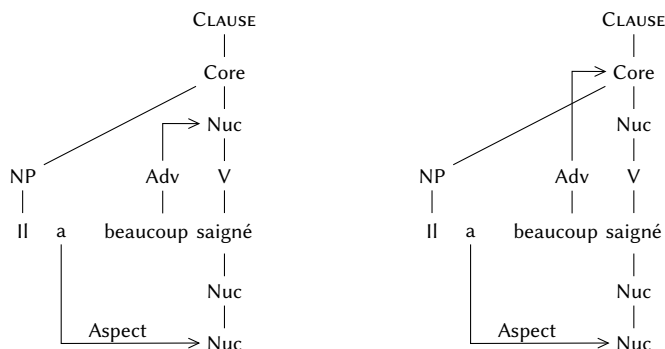 CLAUSE CLAUSE
Core Core
Nuc Nuc
NP Adv V NP Adv V
Il a beaucoup saigné Il a beaucoup saigné
Nuc Nuc
Aspect Aspect
Nuc Nuc